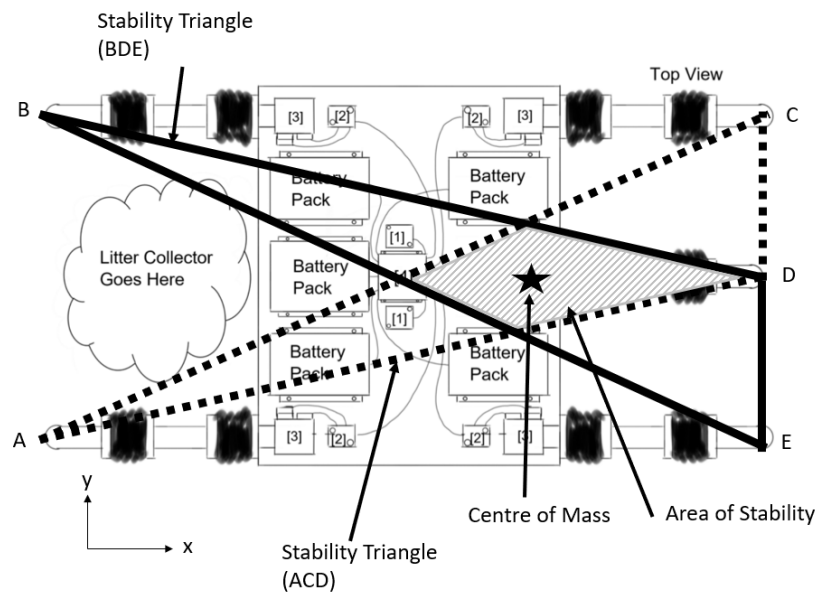 Stability Triangle
(BDE)
Top View
B
C
[3]
[2]
[2]
[3]
Battery
Pack
Battery
Pack
[1]
Litter Collector
Goes Here
Battery
Pack
D
[1]
Battery
Pack
Battery
Pack
A
[3]
[2]
[2]
[3]
E
y
x
Centre of Mass
Area of Stability
Stability Triangle
(ACD)